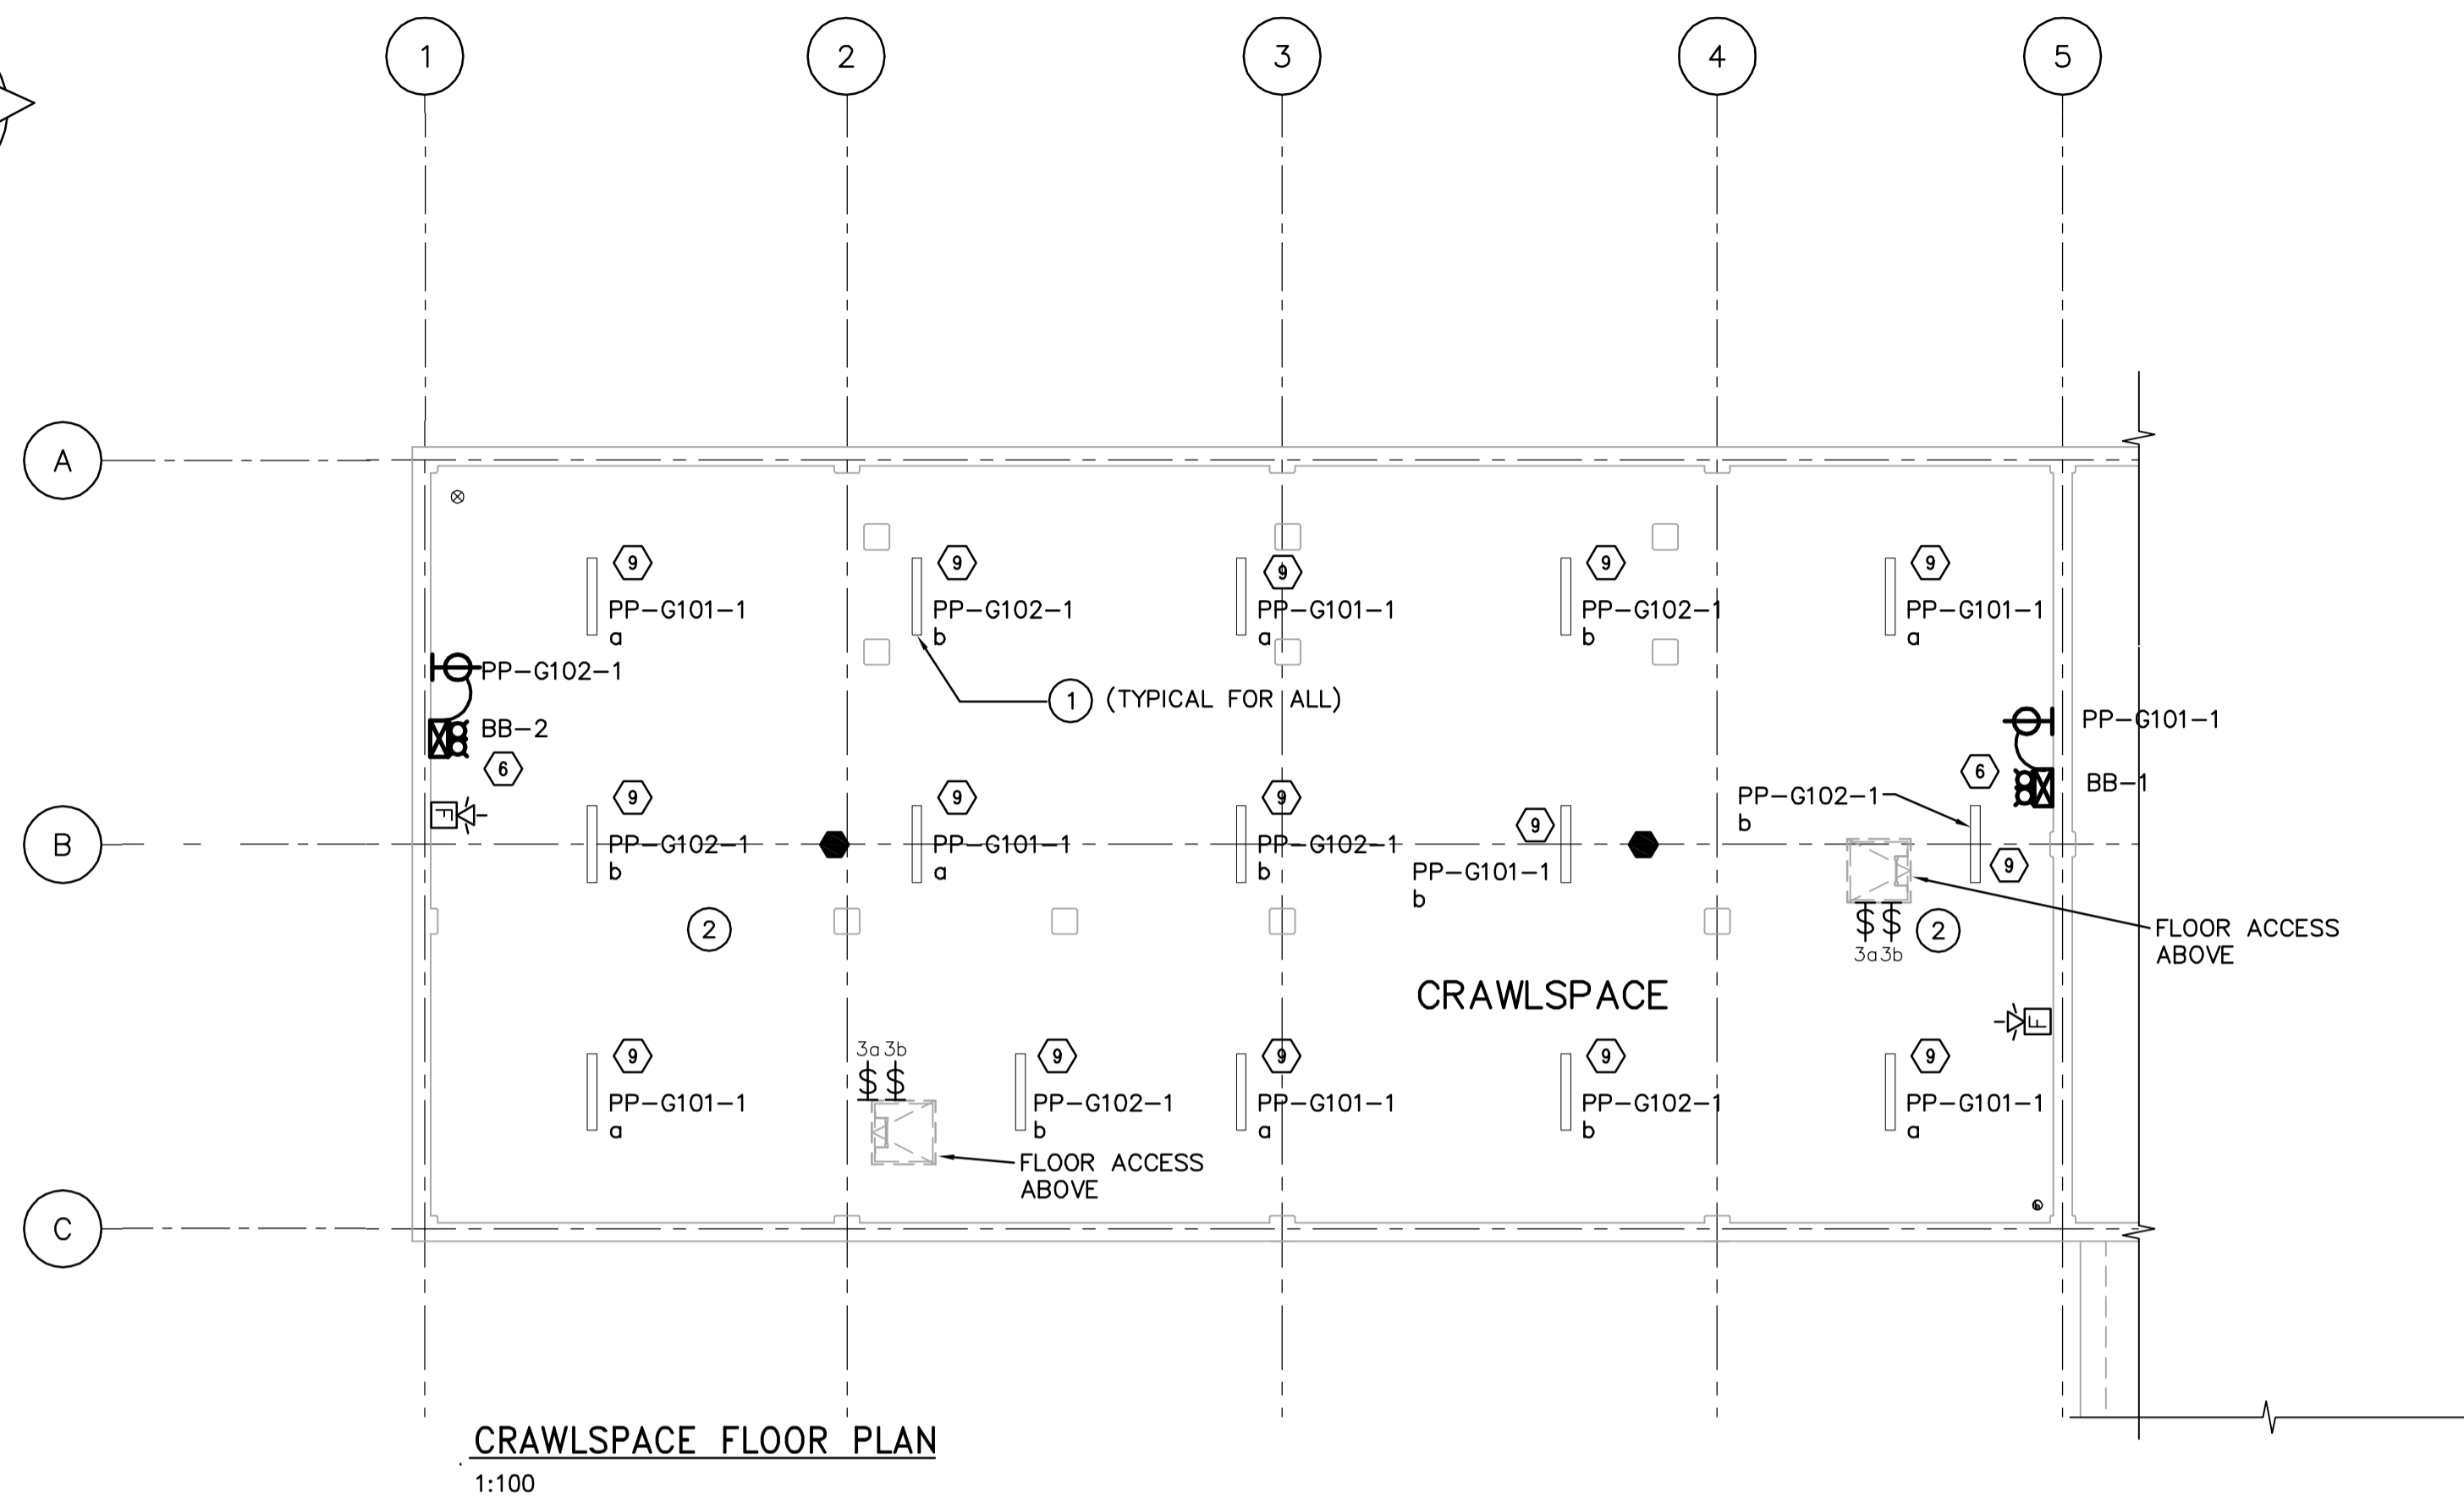 1 2 3 4 5
A
9 9 9 9 9
PP-G101-1 PP-G102-1 PP-G101-1 PP-G102-1 PP-G101-1
a b a b a
PP-G102-1
1 (TYPICAL FOR ALL)
PP-G101-1
BB-2
6
6
BB-1
F
9 9 9 9
PP-G102-1
b
B
PP-G102-1 PP-G101-1 PP-G102-1
b a b
PP-G101-1
b
9
2
$ $ 2
3a 3b
FLOOR ACCESS
ABOVE
CRAWLSPACE
F
3a 3b
$ $
9 9 9 9 9
PP-G101-1 PP-G102-1 PP-G101-1 PP-G102-1 PP-G101-1
a b a b a
FLOOR ACCESS
ABOVE
C
CRAWLSPACE FLOOR PLAN
1:100